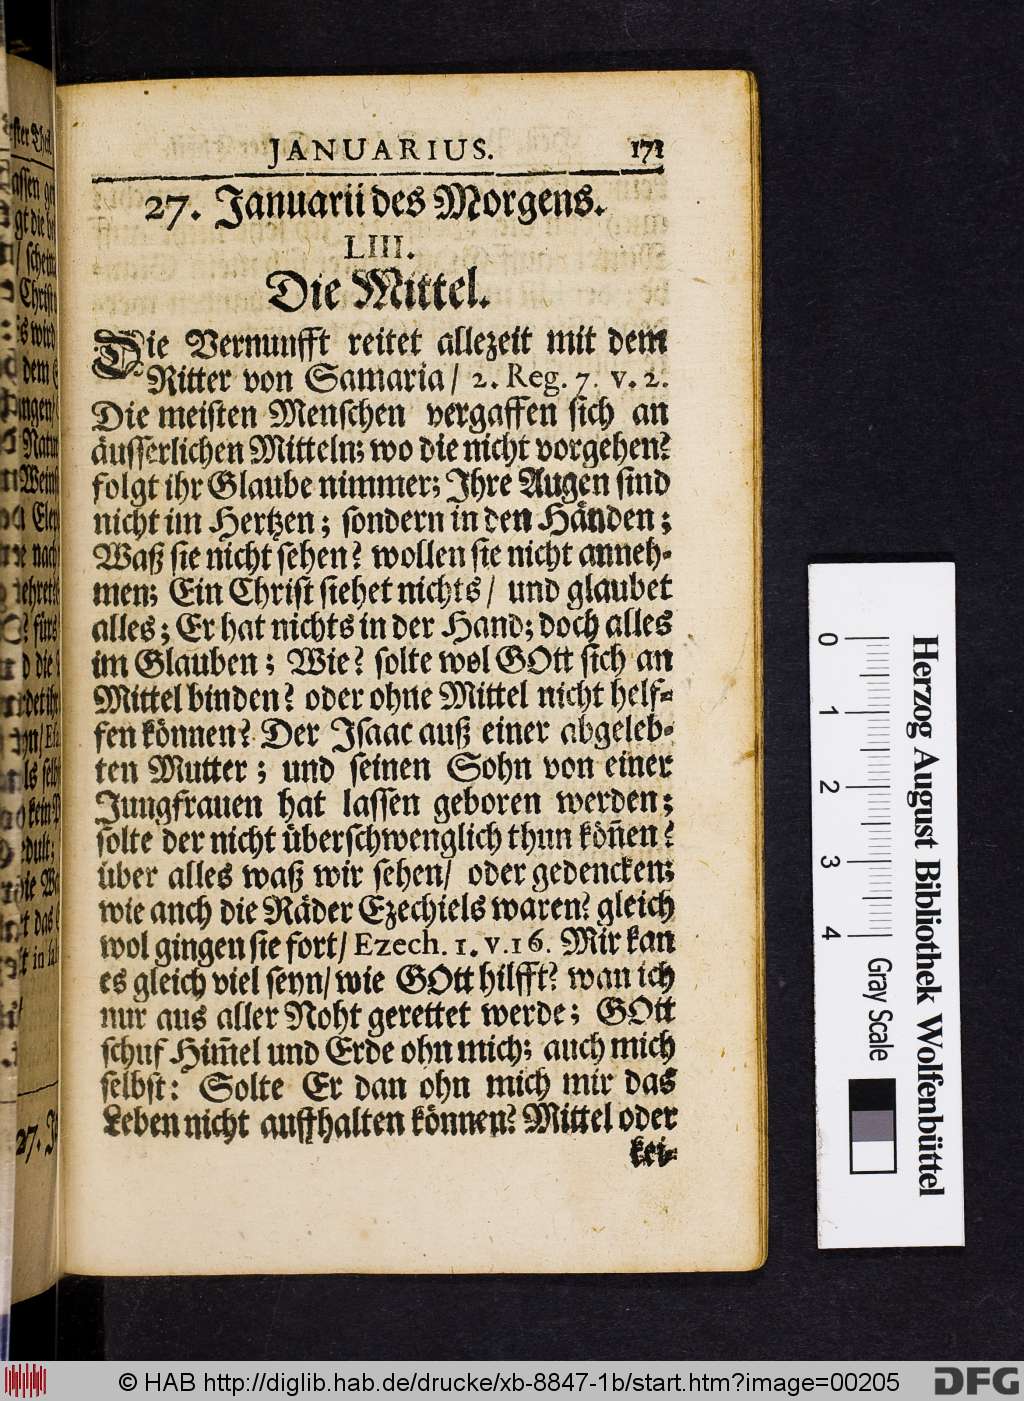 JANUARIUS. 171
27. Januarii des Morgens.
LIII.
Die Mittel.
Die Vernunfft reitet allezeit mit dem
Ritter von Samaria / 2. Reg. 7. v. 2.
Die meisten Menschen vergaffen sich an
äusserlichen Mitteln; wo die nicht vorgehen?
folgt ihr Glaube nimmer; Ihre Augen sind
nicht im Hertzen; sondern in den Händen;
Waß sie nicht sehen? wollen sie nicht anneh-
men; Ein Christ siehet nichts / und glaubet
alles; Er hat nichts in der Hand; doch alles
im Glauben; Wie? solte wol GOtt sich an
Mittel binden? oder ohne Mittel nicht helf-
fen können? Der Isaac auß einer abgeleb-
ten Mutter; und seinen Sohn von einer
Jungfrauen hat lassen geboren werden;
solte der nicht überschwenglich thun kön̄en?
über alles waß wir sehen / oder gedencken;
wie auch die Räder Ezechiels waren? gleich
wol gingen sie fort / Ezech. 1. v. 16. Mir kan
es gleich viel seyn / wie GOtt hilfft? wan ich
nur aus aller Noht gerettet werde; GOtt
schuf Him̄el und Erde ohn mich; auch mich
selbst: Solte Er dan ohn mich mir das
Leben nicht auffhalten können? Mittel oder
kei-
Herzog August Bibliothek Wolfenbüttel
0 1 2 3 4 Gray Scale
© HAB http://diglib.hab.de/drucke/xb-8847-1b/start.htm?image=00205
DFG